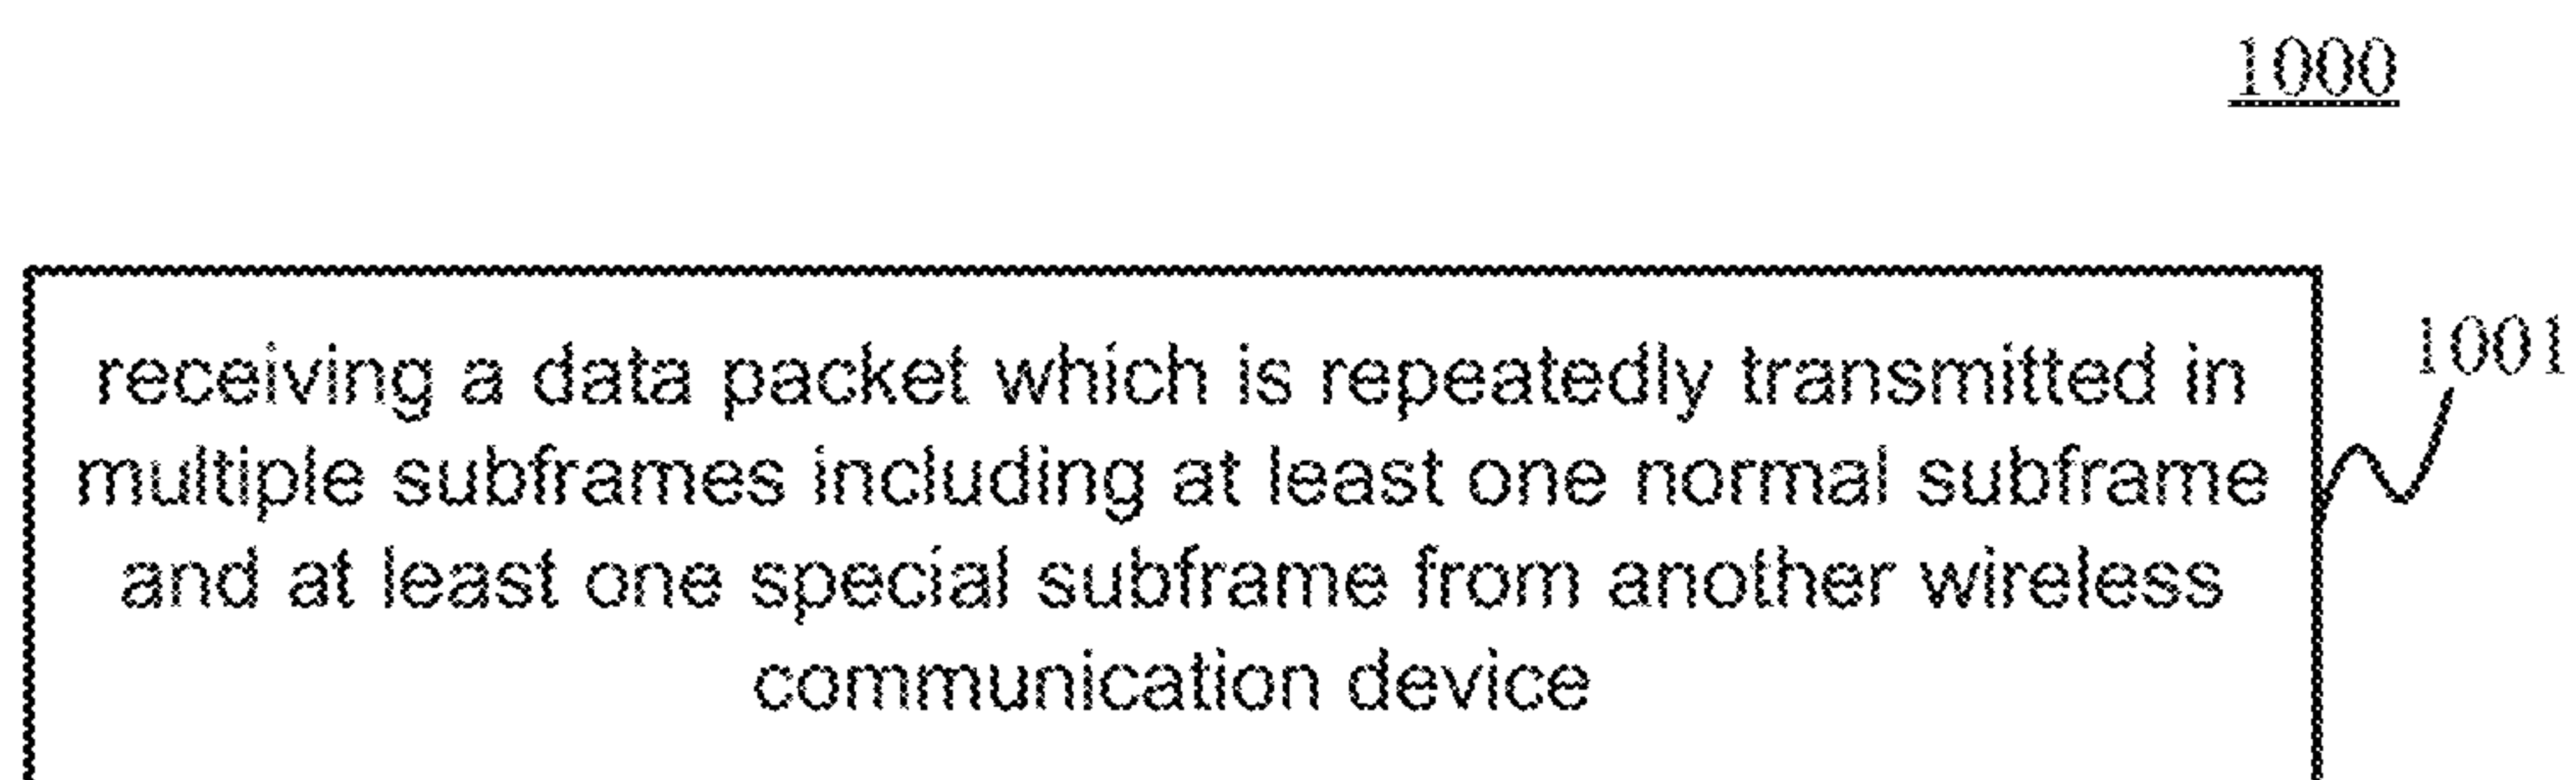 1000
receiving a data packet which is repeatedly transmitted in
1001
multiple subframes including at least one normal subframe
and at least one special subframe from another wireless
communication device